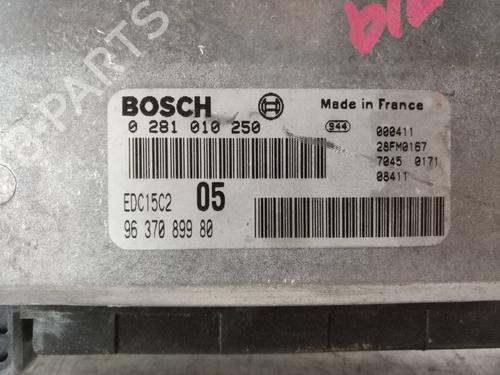 PARTS
BOSCH
Made in France
0 281 010 250
944
000411
28FM0167
7045 0171
08411
EDC15C2 05
96 370 899 80